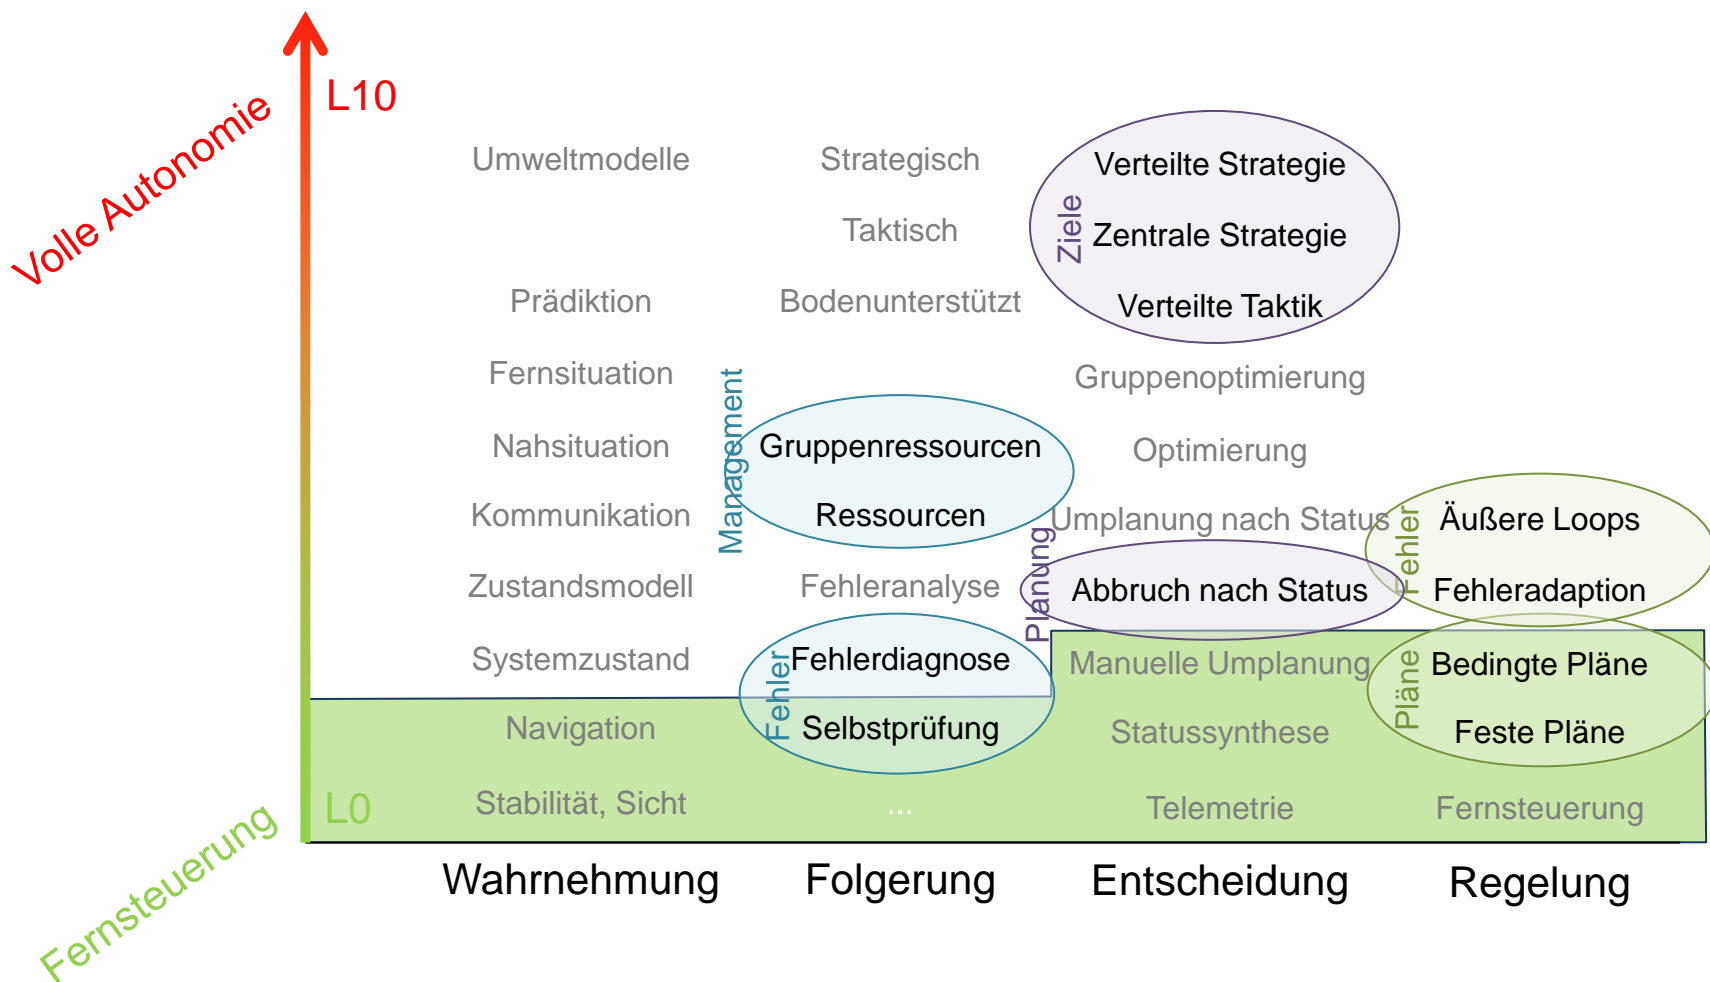 L10
Volle Autonomie
Umweltmodelle
Strategisch
Verteilte Strategie
Taktisch
Zentrale Strategie
Ziele
Prädiktion
Bodenunterstützt
Verteilte Taktik
Fernsituation
Gruppenoptimierung
Management
Nahsituation
Gruppenressourcen
Optimierung
Kommunikation
Ressourcen
Umplanung nach Status
Äußere Loops
Fehler
Zustandsmodell
Fehleranalyse
Planung
Abbruch nach Status
Fehleradaption
Systemzustand
Fehlerdiagnose
Manuelle Umplanung
Bedingte Pläne
Fehler
Pläne
Navigation
Selbstprüfung
Statussynthese
Feste Pläne
L0
Stabilität, Sicht
...
Telemetrie
Fernsteuerung
Fernsteuerung
Wahrnehmung
Folgerung
Entscheidung
Regelung